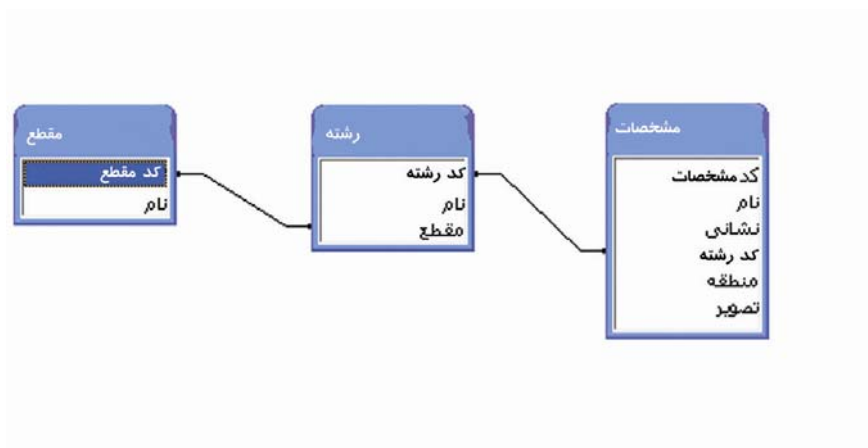 مقطع
کد مقطع
نام
رشته
کد رشته
نام
مقطع
مشخصات
کد مشخصات
نام
نشانی
کد رشته
منطقه
تصویر